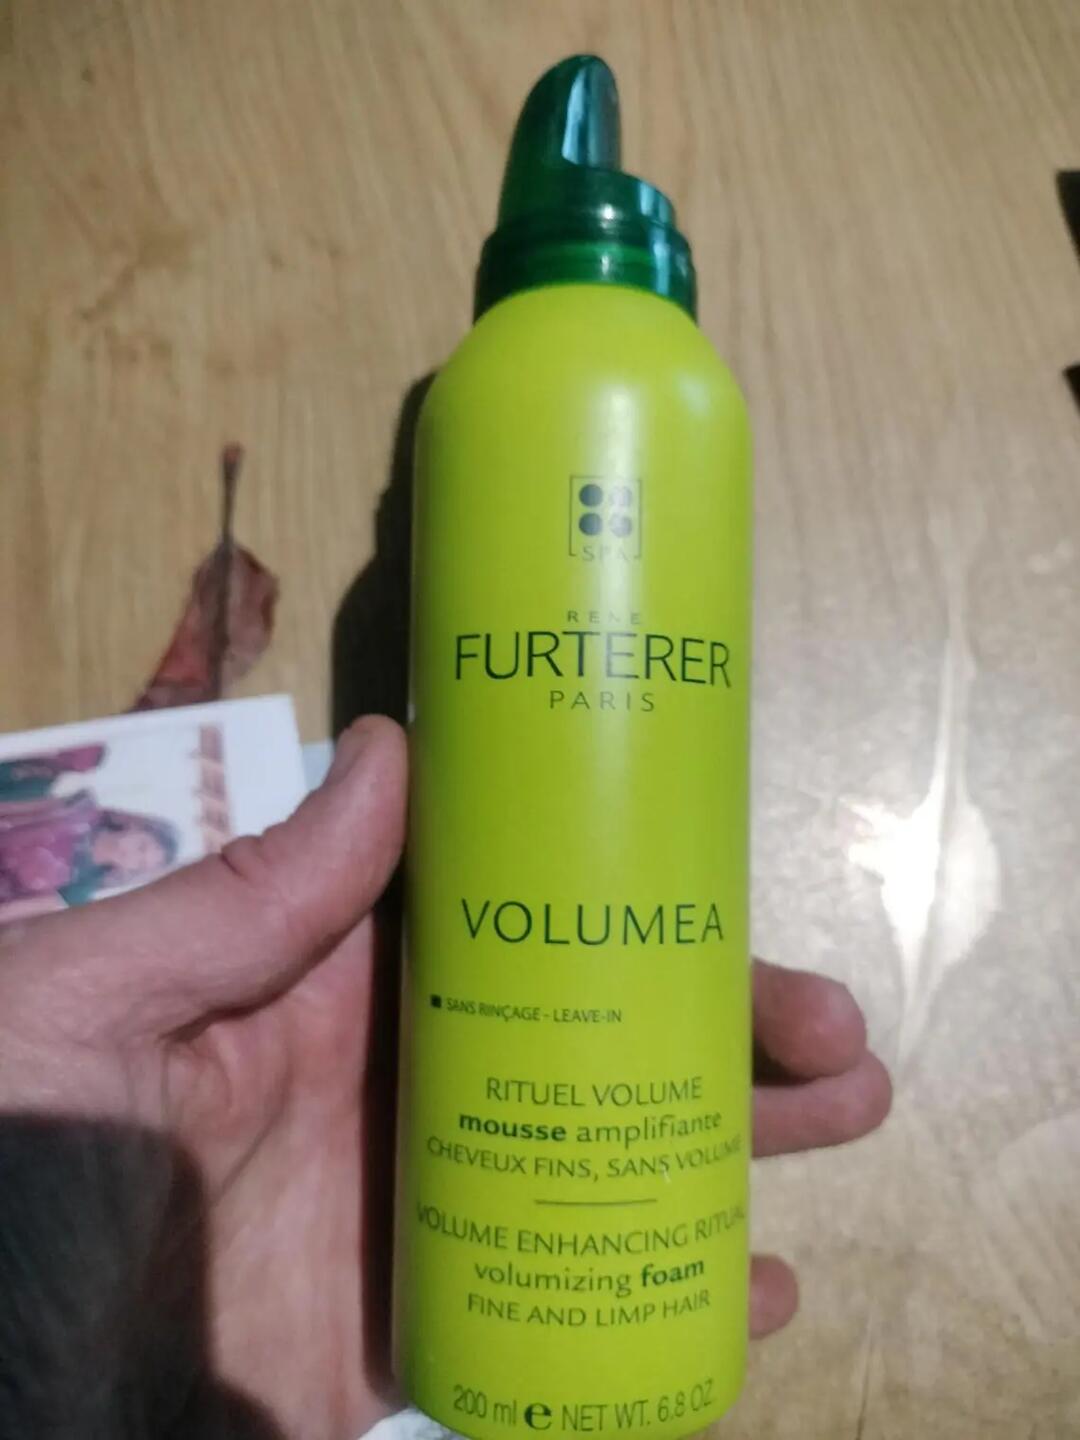 SPA
RENE
FURTERER
PARIS
VOLUMEA
SANS RINÇAGE - LEAVE-IN
RITUEL VOLUME
mousse amplifiante
CHEVEUX FINS, SANS VOLUME
VOLUME ENHANCING RITUAL
volumizing foam
FINE AND LIMP HAIR
200 ml e NET WT. 6.8 OZ.